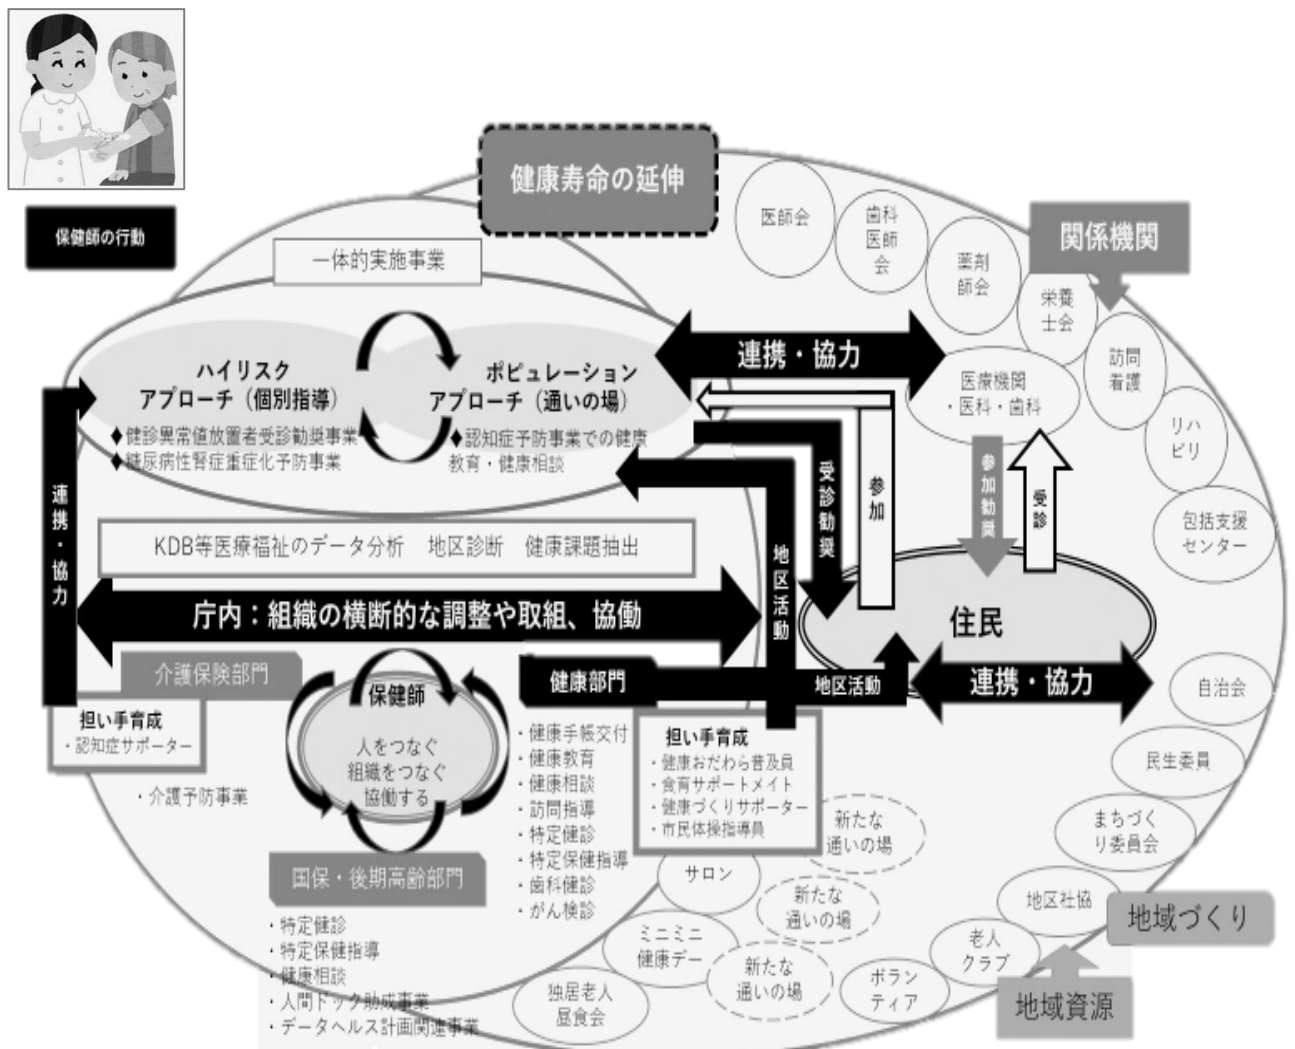 健康寿命の延伸
保健師の行動
一体的実施事業
医師会
歯科
医師
会
薬剤
師会
栄養
士会
関係機関
訪問
看護
リハ
ビリ
包括支援
センター
医療機関
・医科・歯科
連携・協力
ハイリスク
アプローチ（個別指導）
◆健診異常値放置者受診勧奨事業
◆糖尿病性腎症重症化予防事業
ポピュレーション
アプローチ（通いの場）
◆認知症予防事業での健康
教育・健康相談
連携・協力
受診勧奨
参加
参加勧奨
受診
地区活動
KDB等医療福祉のデータ分析　地区診断　健康課題抽出
庁内：組織の横断的な調整や取組、協働
住民
連携・協力
地区活動
介護保険部門
担い手育成
・認知症サポーター
・介護予防事業
保健師
人をつなぐ
組織をつなぐ
協働する
健康部門
・健康手帳交付
・健康教育
・健康相談
・訪問指導
・特定健診
・特定保健指導
・歯科健診
・がん検診
担い手育成
・健康おだわら普及員
・食育サポートメイト
・健康づくりサポーター
・市民体操指導員
国保・後期高齢部門
・特定健診
・特定保健指導
・健康相談
・人間ドック助成事業
・データヘルス計画関連事業
サロン
ミニミニ
健康デー
独居老人
昼食会
新たな
通いの場
新たな
通いの場
新たな
通いの場
ボラン
ティア
老人
クラブ
地区社協
まちづく
り委員会
民生委員
自治会
地域づくり
地域資源